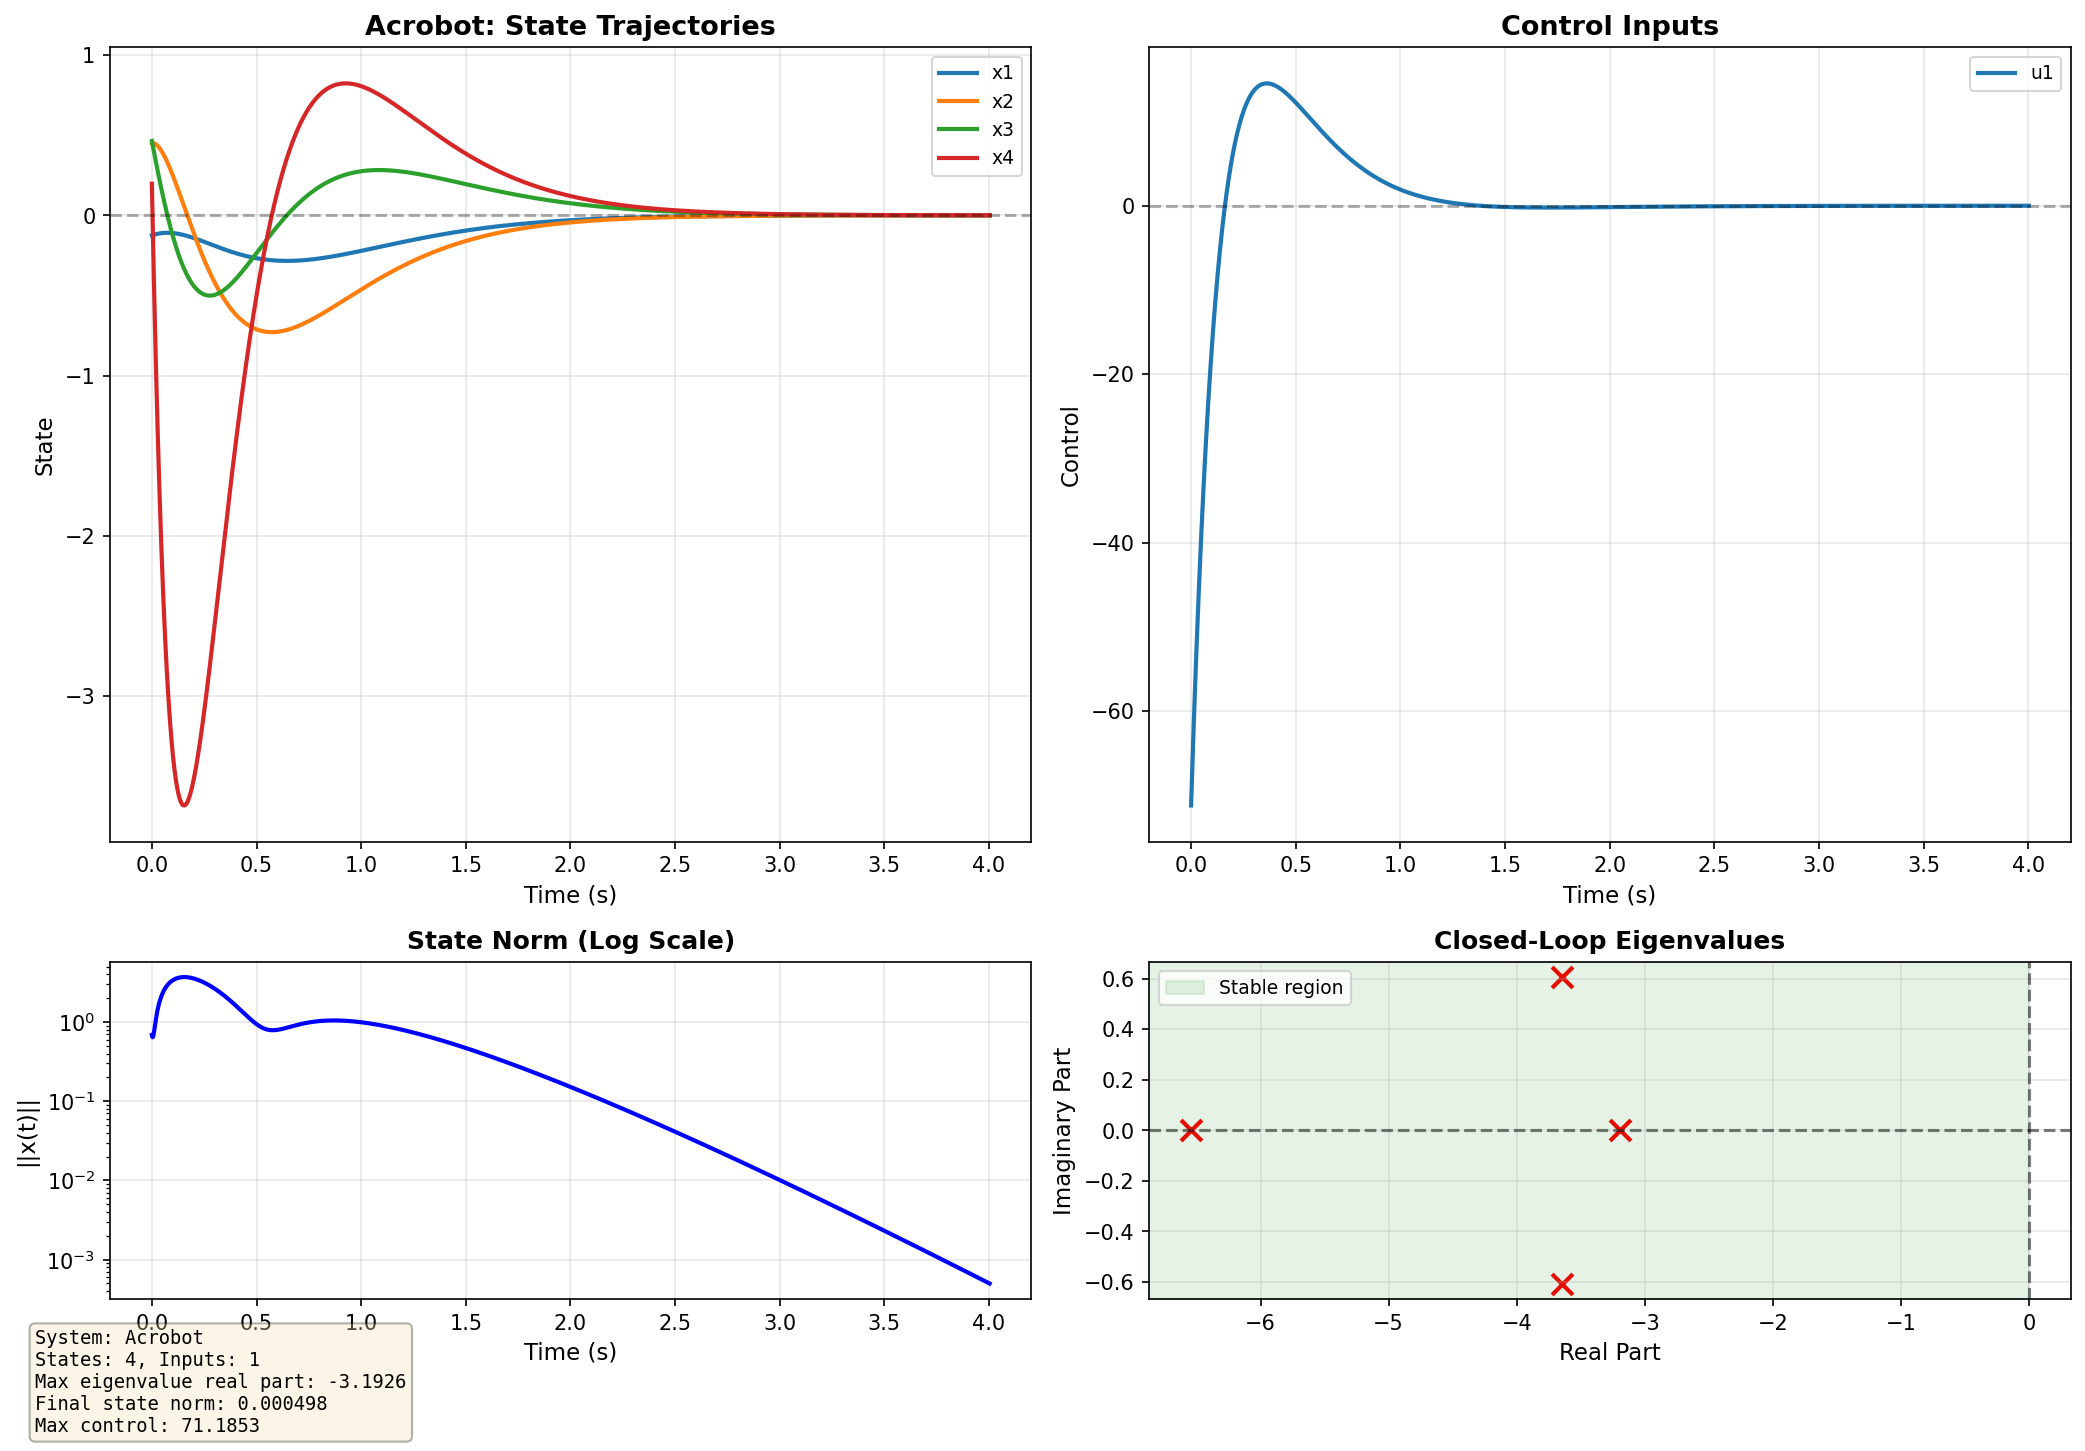 Acrobot: State Trajectories
1
0
−1
−2
−3
State
x1
x2
x3
x4
0.0 0.5 1.0 1.5 2.0 2.5 3.0 3.5 4.0
Time (s)
Control Inputs
0
−20
−40
−60
Control
u1
0.0 0.5 1.0 1.5 2.0 2.5 3.0 3.5 4.0
Time (s)
State Norm (Log Scale)
10⁰
10⁻¹
10⁻²
10⁻³
||x(t)||
0.0 0.5 1.0 1.5 2.0 2.5 3.0 3.5 4.0
Time (s)
Closed-Loop Eigenvalues
0.6
0.4
0.2
0.0
−0.2
−0.4
−0.6
Imaginary Part
Stable region
−6 −5 −4 −3 −2 −1 0
Real Part
System: Acrobot
States: 4, Inputs: 1
Max eigenvalue real part: -3.1926
Final state norm: 0.000498
Max control: 71.1853